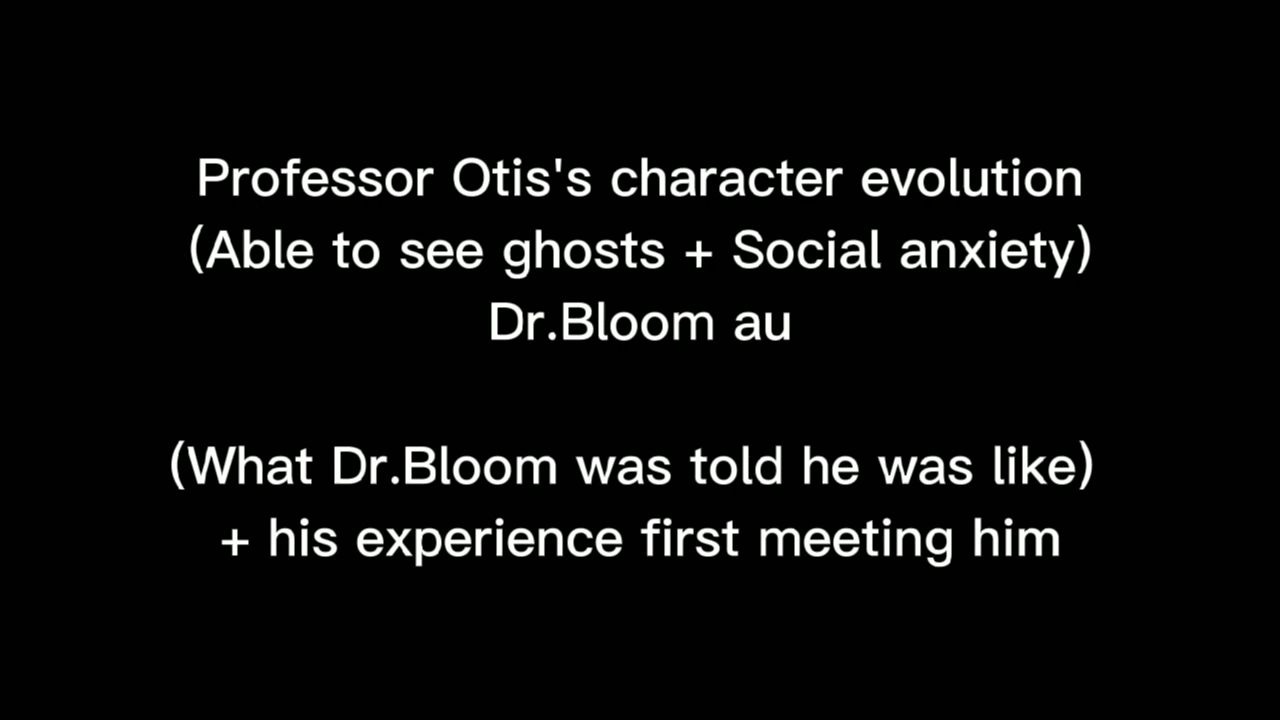 Professor Otis's character evolution
(Able to see ghosts + Social anxiety)
Dr.Bloom au
(What Dr.Bloom was told he was like)
+ his experience first meeting him